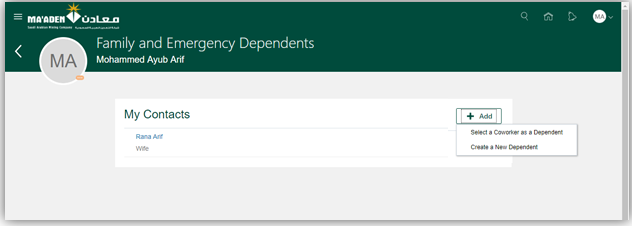 MA'ADEN معادن
Saudi Arabian Mining Company
MA
Family and Emergency Dependents
Mohammed Ayub Arif
MA
My Contacts
Add
Rana Arif
Wife
Select a Coworker as a Dependent
Create a New Dependent